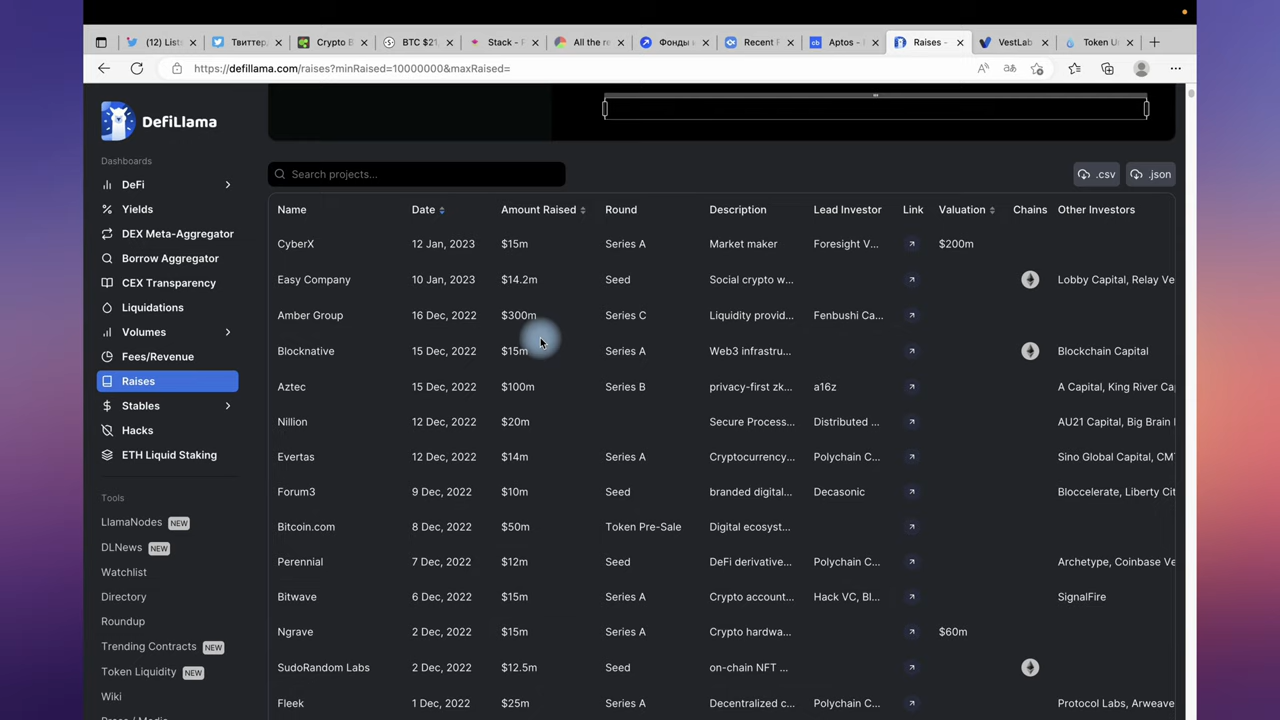 (12) List:
Твиттер.
Crypto B
BTC $21,
Stack - F
All the re
Фонды и
Recent F
Aptos -
Raises -
VestLab
Token U
https://defillama.com/raises?minRaised=10000000&maxRaised=
DefiLlama
Dashboards
DeFi
Yields
DEX Meta-Aggregator
Borrow Aggregator
CEX Transparency
Liquidations
Volumes
Fees/Revenue
Raises
Stables
Hacks
ETH Liquid Staking
Tools
LlamaNodes NEW
DLNews NEW
Watchlist
Directory
Roundup
Trending Contracts NEW
Token Liquidity NEW
Wiki
Search projects...
.csv
.json
Name Date Amount Raised Round Description Lead Investor Link Valuation Chains Other Investors
CyberX 12 Jan, 2023 $15m Series A Market maker Foresight V... $200m
Easy Company 10 Jan, 2023 $14.2m Seed Social crypto w... Lobby Capital, Relay Ve
Amber Group 16 Dec, 2022 $300m Series C Liquidity provid... Fenbushi Ca...
Blocknative 15 Dec, 2022 $15m Series A Web3 infrastru... Blockchain Capital
Aztec 15 Dec, 2022 $100m Series B privacy-first zk... a16z A Capital, King River Ca
Nillion 12 Dec, 2022 $20m Secure Process... Distributed ... AU21 Capital, Big Brain
Evertas 12 Dec, 2022 $14m Series A Cryptocurrency... Polychain C... Sino Global Capital, CM
Forum3 9 Dec, 2022 $10m Seed branded digital... Decasonic Bloccelerate, Liberty Cit
Bitcoin.com 8 Dec, 2022 $50m Token Pre-Sale Digital ecosyst...
Perennial 7 Dec, 2022 $12m Seed DeFi derivative... Polychain C... Archetype, Coinbase Ve
Bitwave 6 Dec, 2022 $15m Series A Crypto account... Hack VC, Bl... SignalFire
Ngrave 2 Dec, 2022 $15m Series A Crypto hardwa... $60m
SudoRandom Labs 2 Dec, 2022 $12.5m Seed on-chain NFT ...
Fleek 1 Dec, 2022 $25m Series A Decentralized c... Polychain C... Protocol Labs, Arweave